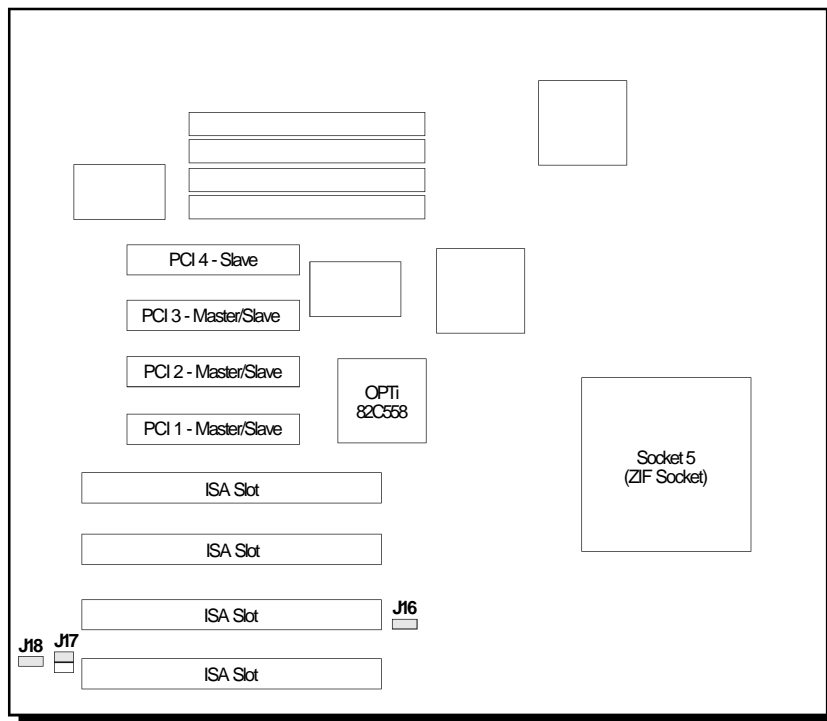 PCI 4 - Slave
PCI 3 - Master/Slave
PCI 2 - Master/Slave
OPTi
82C558
PCI 1 - Master/Slave
Socket 5
(ZIF Socket)
ISA Slot
ISA Slot
ISA Slot
J16
J18
J17
ISA Slot